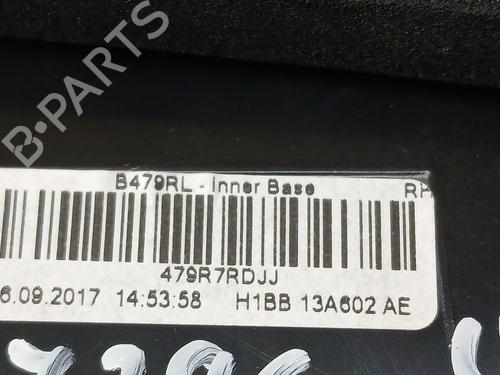 B-PARTS
B479RL - Inner Base RH
479R7RDJJ
6.09.2017 14:53:58 H1BB 13A602 AE